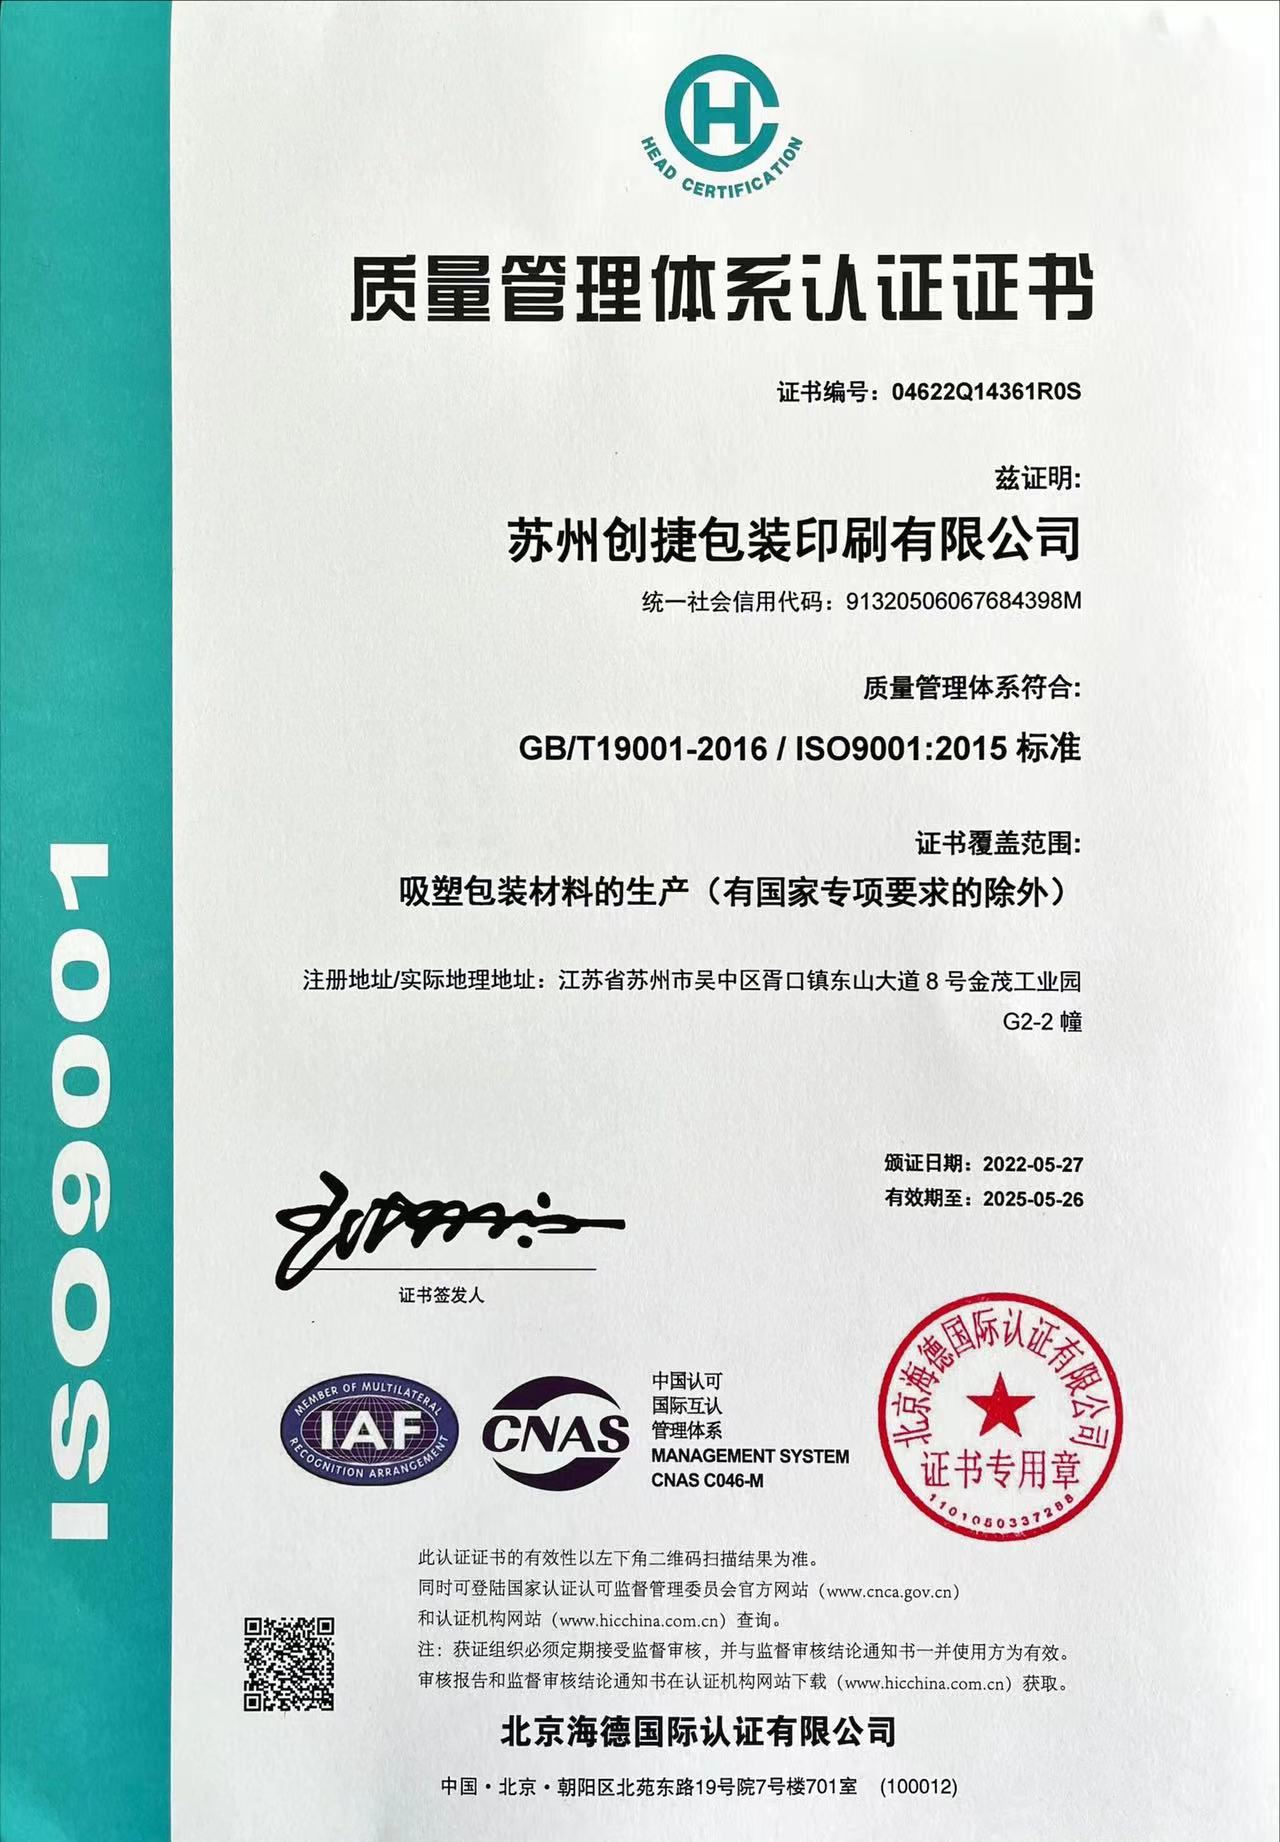 HEAD CERTIFICATION
质量管理体系认证证书
证书编号：04622Q14361R0S
兹证明:
苏州创捷包装印刷有限公司
统一社会信用代码：91320506067684398M
质量管理体系符合:
GB/T19001-2016 / ISO9001:2015 标准
证书覆盖范围:
吸塑包装材料的生产（有国家专项要求的除外）
注册地址/实际地理地址：江苏省苏州市吴中区胥口镇东山大道 8 号金茂工业园
G2-2 幢
颁证日期：2022-05-27
有效期至：2025-05-26
证书签发人
ISO9001
MEMBER OF MULTILATERAL
IAF
RECOGNITION ARRANGEMENT
CNAS
中国认可
国际互认
管理体系
MANAGEMENT SYSTEM
CNAS C046-M
北京海德国际认证有限公司
证书专用章
1101050337288
此认证证书的有效性以左下角二维码扫描结果为准。
同时可登陆国家认证认可监督管理委员会官方网站（www.cnca.gov.cn）
和认证机构网站（www.hicchina.com.cn）查询。
注：获证组织必须定期接受监督审核，并与监督审核结论通知书一并使用方为有效。
审核报告和监督审核结论通知书在认证机构网站下载（www.hicchina.com.cn）获取。
北京海德国际认证有限公司
中国·北京·朝阳区北苑东路19号院7号楼701室 （100012）